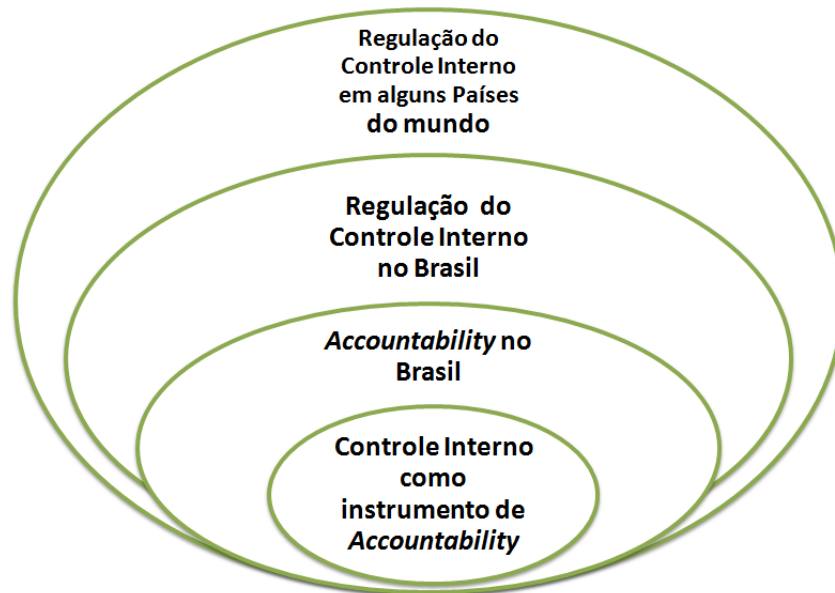 Regulação do
Controle Interno
em alguns Países
do mundo
Regulação do
Controle Interno
no Brasil
Accountability no
Brasil
Controle Interno
como
instrumento de
Accountability